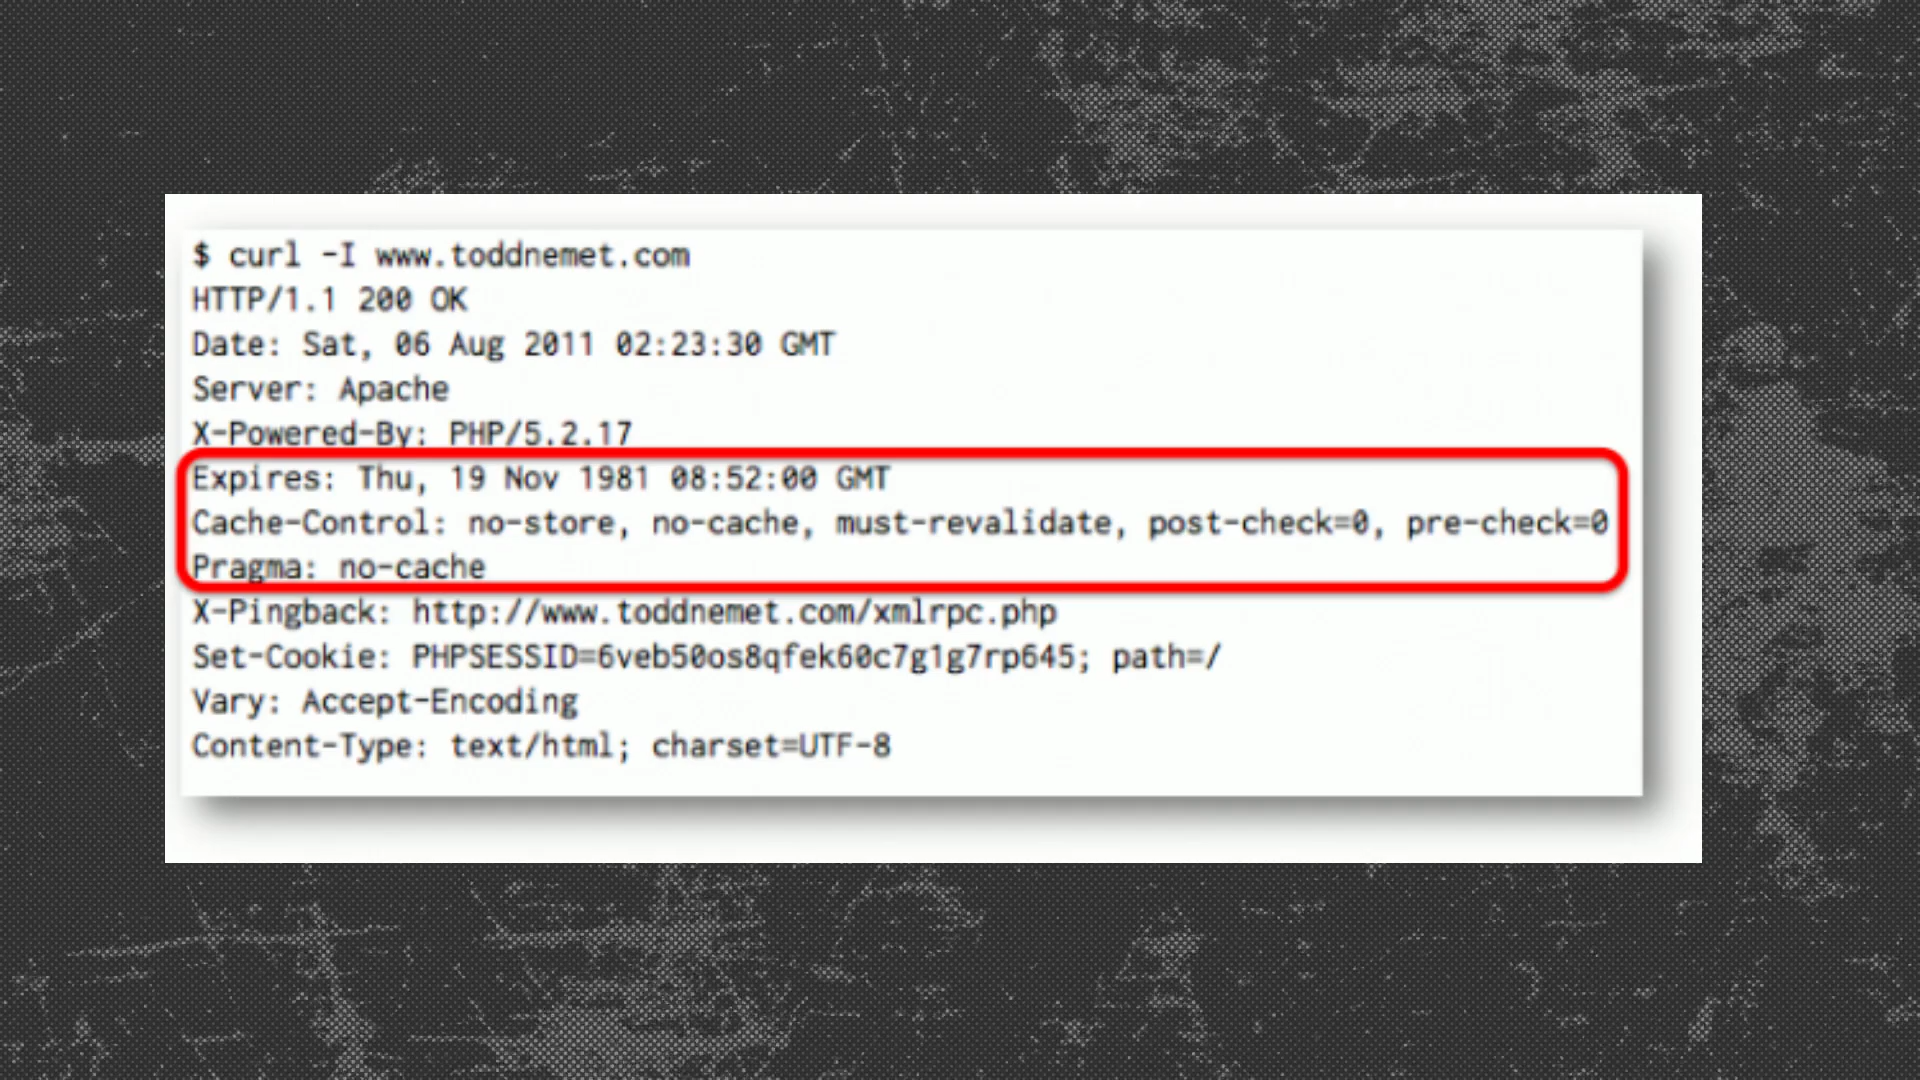 $ curl -I www.toddnemet.com
HTTP/1.1 200 OK
Date: Sat, 06 Aug 2011 02:23:30 GMT
Server: Apache
X-Powered-By: PHP/5.2.17
Expires: Thu, 19 Nov 1981 08:52:00 GMT
Cache-Control: no-store, no-cache, must-revalidate, post-check=0, pre-check=0
Pragma: no-cache
X-Pingback: http://www.toddnemet.com/xmlrpc.php
Set-Cookie: PHPSESSID=6veb50os8qfek60c7g1g7rp645; path=/
Vary: Accept-Encoding
Content-Type: text/html; charset=UTF-8